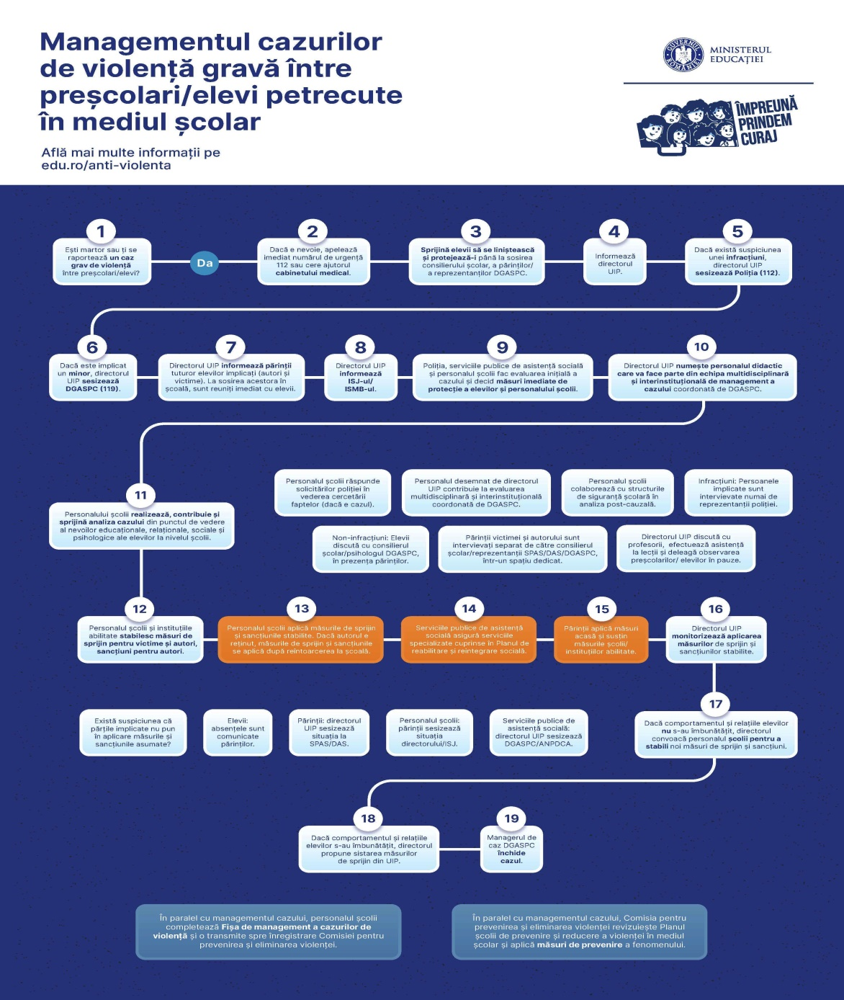 Managementul cazurilor
de violență gravă între
preșcolari/elevi petrecute
în mediul școlar
Află mai multe informații pe
edu.ro/anti-violenta
GUVERNUL ROMÂNIEI
MINISTERUL
EDUCAȚIEI
ÎMPREUNĂ
PRINDEM
CURAJ
1
Ești martor sau ți se
raportează un caz
grav de violență
între preșcolari/elevi?
Da
2
Dacă e nevoie, apelează
imediat numărul de urgență
112 sau cere ajutorul
cabinetului medical.
3
Sprijină elevii să se liniștească
și protejează-i până la sosirea
consilierului școlar, a părinților/
a reprezentanților DGASPC.
4
Informează
directorul
UIP.
5
Dacă există suspiciunea
unei infracțiuni,
directorul UIP
sesizează Poliția (112).
6
Dacă este implicat
un minor, directorul
UIP sesizează
DGASPC (119).
7
Directorul UIP informează părinții
tuturor elevilor implicați (autori și
victime). La sosirea acestora în
școală, sunt reuniți imediat cu elevii.
8
Directorul UIP
informează
ISJ-ul/
ISMB-ul.
9
Poliția, serviciile publice de asistență socială
și personalul școlii fac evaluarea inițială a
cazului și decid măsuri imediate de
protecție a elevilor și personalului școlii.
10
Directorul UIP numește personalul didactic
care va face parte din echipa multidisciplinară
și interinstituțională de management a
cazului coordonată de DGASPC.
11
Personalului școlii realizează, contribuie și
sprijină analiza cazului din punctul de vedere
al nevoilor educaționale, relaționale, sociale și
psihologice ale elevilor la nivelul școlii.
Personalul școlii răspunde
solicitărilor poliției în
vederea cercetării
faptelor (dacă e cazul).
Personalul desemnat de directorul
UIP contribuie la evaluarea
multidisciplinară și interinstituțională
coordonată de DGASPC.
Personalul școlii
colaborează cu structurile
de siguranță școlară în
analiza post-cauzală.
Infracțiuni: Persoanele
implicate sunt
intervievate numai de
reprezentanții poliției.
Non-infracțiuni: Elevii
discută cu consilierul
școlar/psihologul DGASPC,
în prezența părinților.
Părinții victimei și autorului sunt
intervievați separat de către consilierul
școlar/reprezentanții SPAS/DAS/DGASPC,
într-un spațiu dedicat.
Directorul UIP discută cu
profesorii, efectuează asistență
la lecții și deleagă observarea
preșcolarilor/ elevilor în pauze.
12
Personalul școlii și instituțiile
abilitate stabilesc măsuri de
sprijin pentru victime și autori,
sancțiuni pentru autori.
13
Personalul școlii aplică măsurile de sprijin
și sancțiunile stabilite. Dacă autorul e
reținut, măsurile de sprijin și sancțiunile
se aplică după reîntoarcerea la școală.
14
Serviciile publice de asistență
socială asigură serviciile
specializate cuprinse în Planul de
reabilitare și reintegrare socială.
15
Părinții aplică măsuri
acasă și susțin
măsurile școlii/
instituțiilor abilitate.
16
Directorul UIP
monitorizează aplicarea
măsurilor de sprijin și
sancțiunilor stabilite.
17
Dacă comportamentul și relațiile elevilor
nu s-au îmbunătățit, directorul
convoacă personalul școlii pentru a
stabili noi măsuri de sprijin și sancțiuni.
Există suspiciunea că
părțile implicate nu pun
în aplicare măsurile și
sancțiunile asumate?
Elevii:
absențele sunt
comunicate
părinților.
Părinții: directorul
UIP sesizează
situația la
SPAS/DAS.
Personalul școlii:
părinții sesizează
situația
directorului/ISJ.
Serviciile publice de
asistență socială:
directorul UIP sesizează
DGASPC/ANPDCA.
18
Dacă comportamentul și relațiile
elevilor s-au îmbunătățit, directorul
propune sistarea măsurilor
de sprijin din UIP.
19
Managerul de
caz DGASPC
închide
cazul.
În paralel cu managementul cazului, personalul școlii
completează Fișa de management a cazurilor de
violență și o transmite spre înregistrare Comisiei pentru
prevenirea și eliminarea violenței.
În paralel cu managementul cazului, Comisia pentru
prevenirea și eliminarea violenței revizuiește Planul
școlii de prevenire și reducere a violenței în mediul
școlar și aplică măsuri de prevenire a fenomenului.